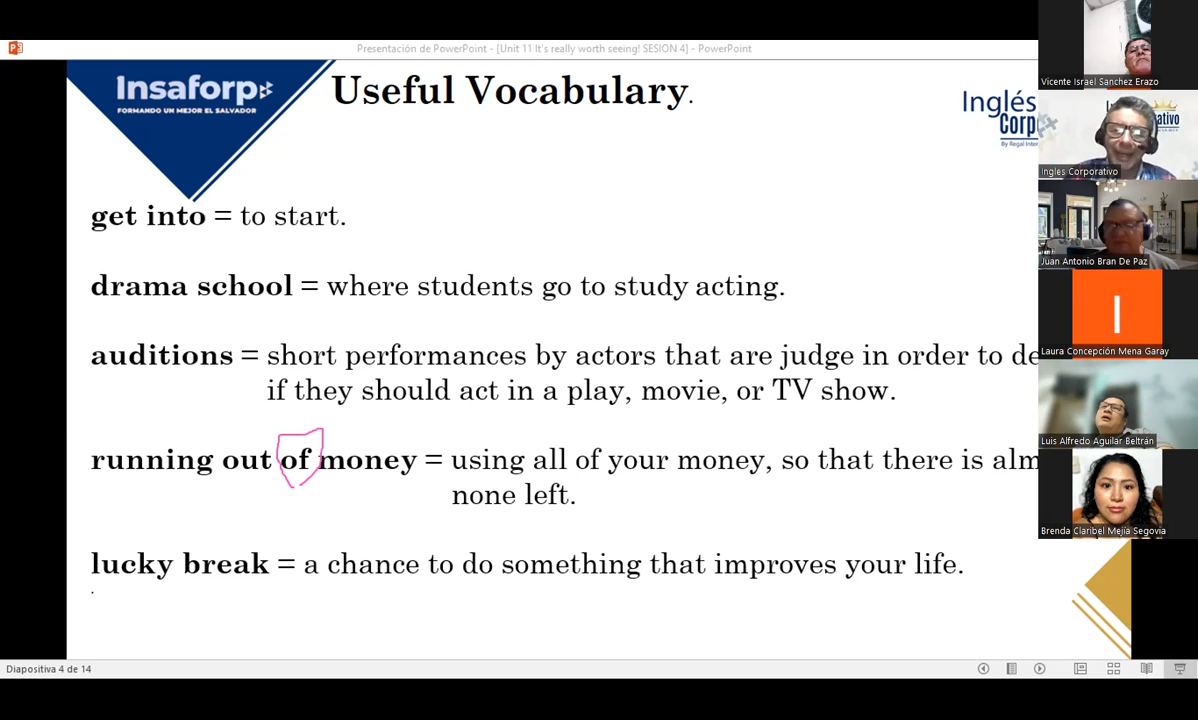 Presentación de PowerPoint - [Unit 11 It's really worth seeing! SESION 4] - PowerPoint
Insaforp
FORMANDO UN MEJOR EL SALVADOR
Useful Vocabulary.
Inglés
Corp
By Regal Inter
get into = to start.
drama school = where students go to study acting.
auditions = short performances by actors that are judge in order to de
if they should act in a play, movie, or TV show.
running out of money = using all of your money, so that there is alm
none left.
lucky break = a chance to do something that improves your life.
.
Diapositiva 4 de 14
Vicente Israel Sanchez Erazo
ativo
Inglés Corporativo
Juan Antonio Bran De Paz
I
Laura Concepción Mena Garay
Luis Alfredo Aguilar Beltrán
Brenda Claribel Mejía Segovia